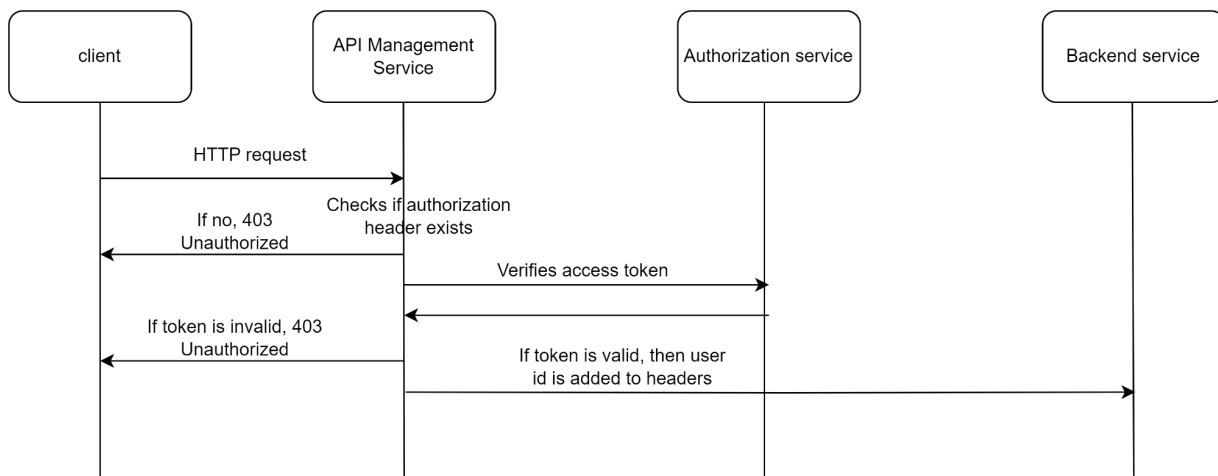 client
API Management
Service
Authorization service
Backend service
HTTP request
Checks if authorization
header exists
If no, 403
Unauthorized
Verifies access token
If token is invalid, 403
Unauthorized
If token is valid, then user
id is added to headers